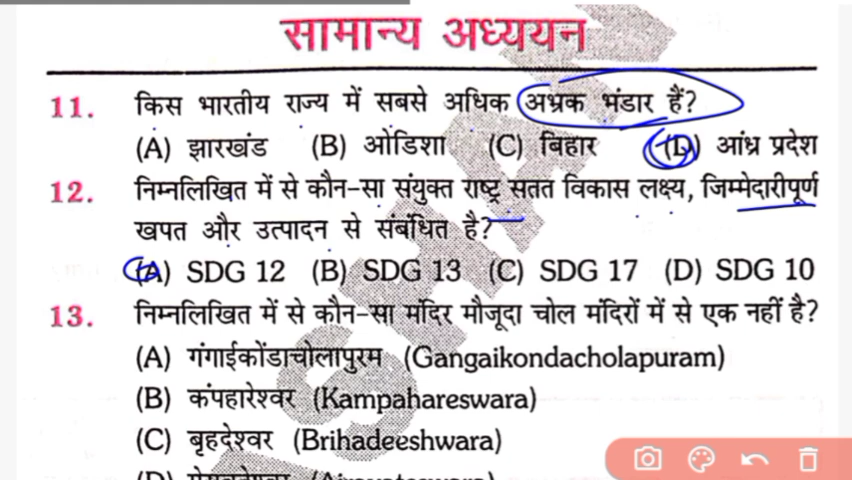 सामान्य अध्ययन
11. किस भारतीय राज्य में सबसे अधिक अभ्रक भंडार हैं?
(A) झारखंड (B) ओडिशा (C) बिहार (D) आंध्र प्रदेश
12. निम्नलिखित में से कौन-सा संयुक्त राष्ट्र सतत विकास लक्ष्य, जिम्मेदारीपूर्ण
खपत और उत्पादन से संबंधित है?
(A) SDG 12 (B) SDG 13 (C) SDG 17 (D) SDG 10
13. निम्नलिखित में से कौन-सा मंदिर मौजूदा चोल मंदिरों में से एक नहीं है?
(A) गंगाईकोंडाचोलापुरम (Gangaikondacholapuram)
(B) कंपहारेश्वर (Kampahareswara)
(C) बृहदेश्वर (Brihadeeshwara)